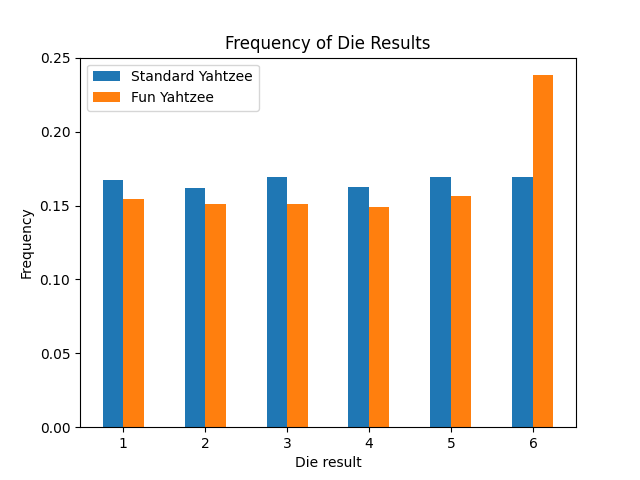 Frequency of Die Results
Standard Yahtzee
Fun Yahtzee
0.25
0.20
0.15
0.10
0.05
0.00
Frequency
1 2 3 4 5 6
Die result